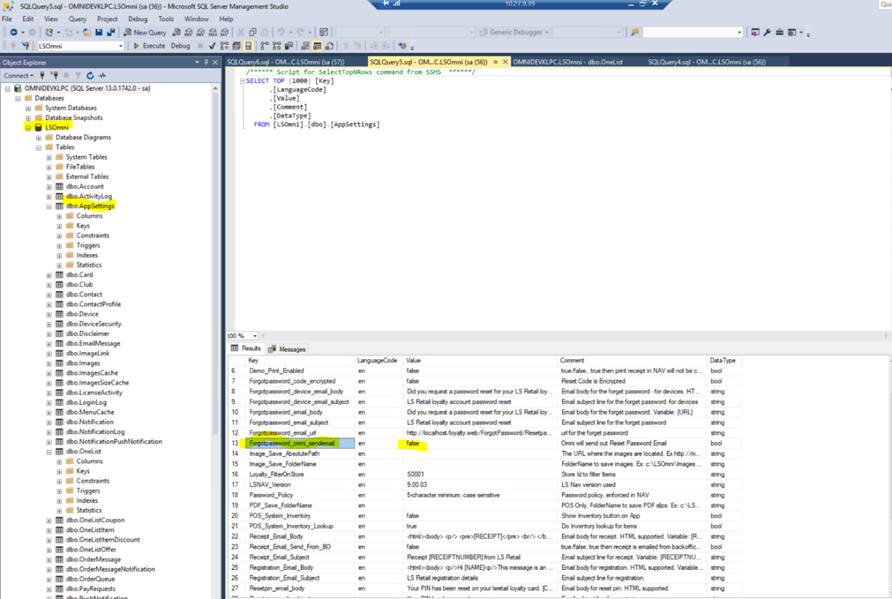 SQLQuery5.sql - OMNIDEVKLPC.LSOmni (sa (56)) - Microsoft SQL Server Management Studio
10.27.9.39
File Edit View Query Project Debug Tools Window Help
New Query
LSOmni Execute Debug
Generic Debugger
Object Explorer
Connect
OMNIDEVKLPC (SQL Server 13.0.1742.0 - sa)
Databases
System Databases
Database Snapshots
LSOmni
Database Diagrams
Tables
System Tables
FileTables
External Tables
dbo.Account
dbo.ActivityLog
dbo.AppSettings
Columns
Keys
Constraints
Triggers
Indexes
Statistics
dbo.Card
dbo.Club
dbo.Contact
dbo.ContactProfile
dbo.Device
dbo.DeviceSecurity
dbo.Disclaimer
dbo.EmailMessage
dbo.ImageLink
dbo.Images
dbo.ImagesCache
dbo.ImagesSizeCache
dbo.LicenseActivity
dbo.LoginLog
dbo.MenuCache
dbo.Notification
dbo.NotificationLog
dbo.NotificationPushNotification
dbo.OneList
Columns
Keys
Constraints
Triggers
Indexes
Statistics
dbo.OneListCoupon
dbo.OneListItem
dbo.OneListItemDiscount
dbo.OneListOffer
dbo.OrderMessage
dbo.OrderMessageNotification
dbo.OrderQueue
dbo.PayRequests
dbo.PushNotification
SQLQuery6.sql - OM...C.LSOmni (sa (57)) SQLQuery5.sql - OM...C.LSOmni (sa (56)) OMNIDEVKLPC.LSOmni - dbo.OneList SQLQuery4.sql - OM...C.LSOmni (sa (56))
/****** Script for SelectTopNRows command from SSMS ******/
SELECT TOP (1000) [Key]
,[LanguageCode]
,[Value]
,[Comment]
,[DataType]
FROM [LSOmni].[dbo].[AppSettings]
100 %
Results Messages
Key LanguageCode Value Comment DataType
6 Demo_Print_Enabled en false true/false, true then print receipt in NAV will not be c... bool
7 Forgotpassword_code_encrypted en false Reset Code is Encrypted bool
8 Forgotpassword_device_email_body en Did you request a password reset for your LS Retail loy... Email body for the forgot password - for devices. HT... string
9 Forgotpassword_device_email_subject en LS Retail loyalty account password reset Email subject line for forgot password -for devices string
10 Forgotpassword_email_body en Did you request a password reset for your LS Retail loy... Email body for the forgot password. Variable: [URL] string
11 Forgotpassword_email_subject en LS Retail loyalty account password reset Email subject line for the forgot password string
12 Forgotpassword_email_url en http://localhost/loyalty.web/ForgotPassword/Resetpa... url for the forget password string
13 Forgotpassword_omni_sendemail en false Omni will send out Reset Password Email bool
14 Image_Save_AbsolutePath en The URL where the images are located. Ex http://m... string
15 Image_Save_FolderName en FolderName to save images. Ex: c:\LSOmni\Images... string
16 Loyalty_FilterOnStore en S0001 Store Id to filter Items string
17 LSNAV_Version en 9.00.03 LS Nav version used string
18 Password_Policy en 5-character minimum; case sensitive Password policy, enforced in NAV string
19 PDF_Save_FolderName en POS Only, FolderName to save PDF slips. Ex: c:\LS... string
20 POS_System_Inventory en false Show Inventory button on App bool
21 POS_System_Inventory_Lookup en true Do Inventory lookup for items bool
22 Receipt_Email_Body en <html><body> <p/> <pre>[RECEIPT]</pre> <br/> </b... Email body for receipt. HTML supported. Variable: [R... string
23 Receipt_Email_Send_From_BO en false true/false, true then receipt is emailed from backoffic... bool
24 Receipt_Email_Subject en Receipt [RECEIPTNUMBER] from LS Retail Email subject line for receipt. Variable: [RECEIPTNU... string
25 Registration_Email_Body en <html><body> <p/>Hi [NAME]<p/>This message is an ... Email body for registration. HTML supported. Variable... string
26 Registration_Email_Subject en LS Retail registration details Email subject line for registration. string
27 Resetpin_email_body en Your PIN has been reset on your lsretail loyalty card. [C... Email body for reset pin. HTML supported. string